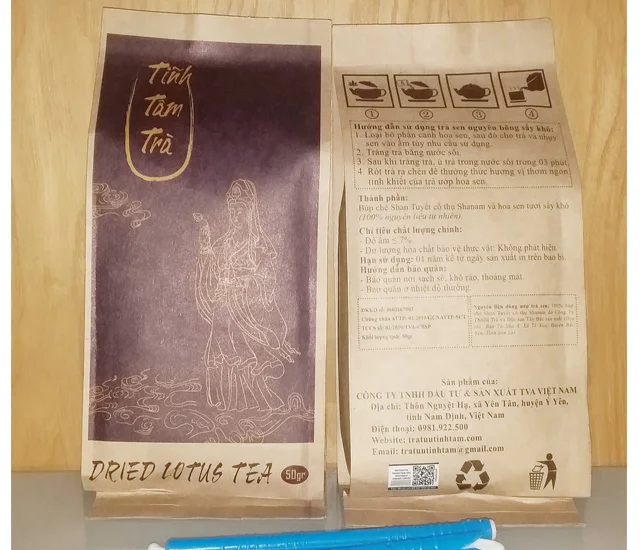 Tĩnh
Tâm
Trà
DRIED LOTUS TEA
50gr
1 2 3 4
Hướng dẫn sử dụng trà sen nguyên bông sấy khô:
1. Loại bỏ phần cánh hoa sen, sau đó cho trà và nhụy
sen vào ấm tùy nhu cầu sử dụng.
2. Tráng trà bằng nước sôi.
3. Sau khi tráng trà, ủ trà trong nước sôi trong 03 phút
4. Rót trà ra chén để thưởng thức hương vị thơm ngon
tinh khiết của trà ướp hoa sen.
Thành phần:
Búp chè Shan Tuyết cổ thụ Shanam và hoa sen tươi sấy khô
(100% nguyên liệu tự nhiên).
Chỉ tiêu chất lượng chính:
- Độ ẩm ≤ 7%
- Dư lượng hóa chất bảo vệ thực vật: Không phát hiện.
Hạn sử dụng: 01 năm kể từ ngày sản xuất in trên bao bì.
Hướng dẫn bảo quản:
- Bảo quản nơi sạch sẽ, khô ráo, thoáng mát.
- Bao quản ở nhiệt độ thường.
Khối lượng tịnh: 50gr
Sản phẩm của:
CÔNG TY TNHH ĐẦU TƯ & SẢN XUẤT TVA VIỆT NAM
Địa chỉ: Thôn Nguyệt Hạ, xã Yên Tân, huyện Ý Yên,
tỉnh Nam Định, Việt Nam
Điện thoại: 0981.922.500
Website: tratuutinhtam.com
Email: tratuutinhtam@gmail.com